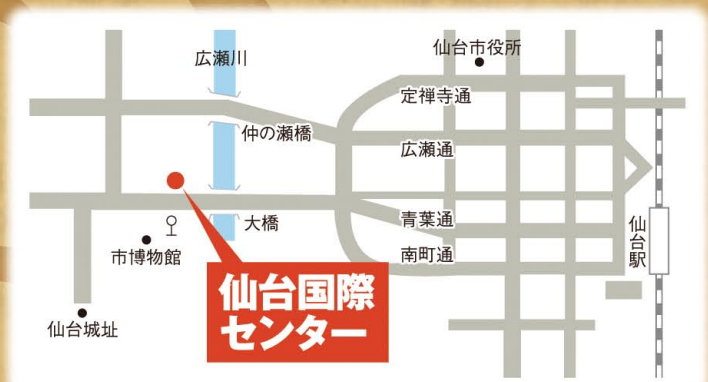 広瀬川
仙台市役所
定禅寺通
仲の瀬橋
広瀬通
大橋
青葉通
市博物館
南町通
仙台駅
仙台国際
センター
仙台城址